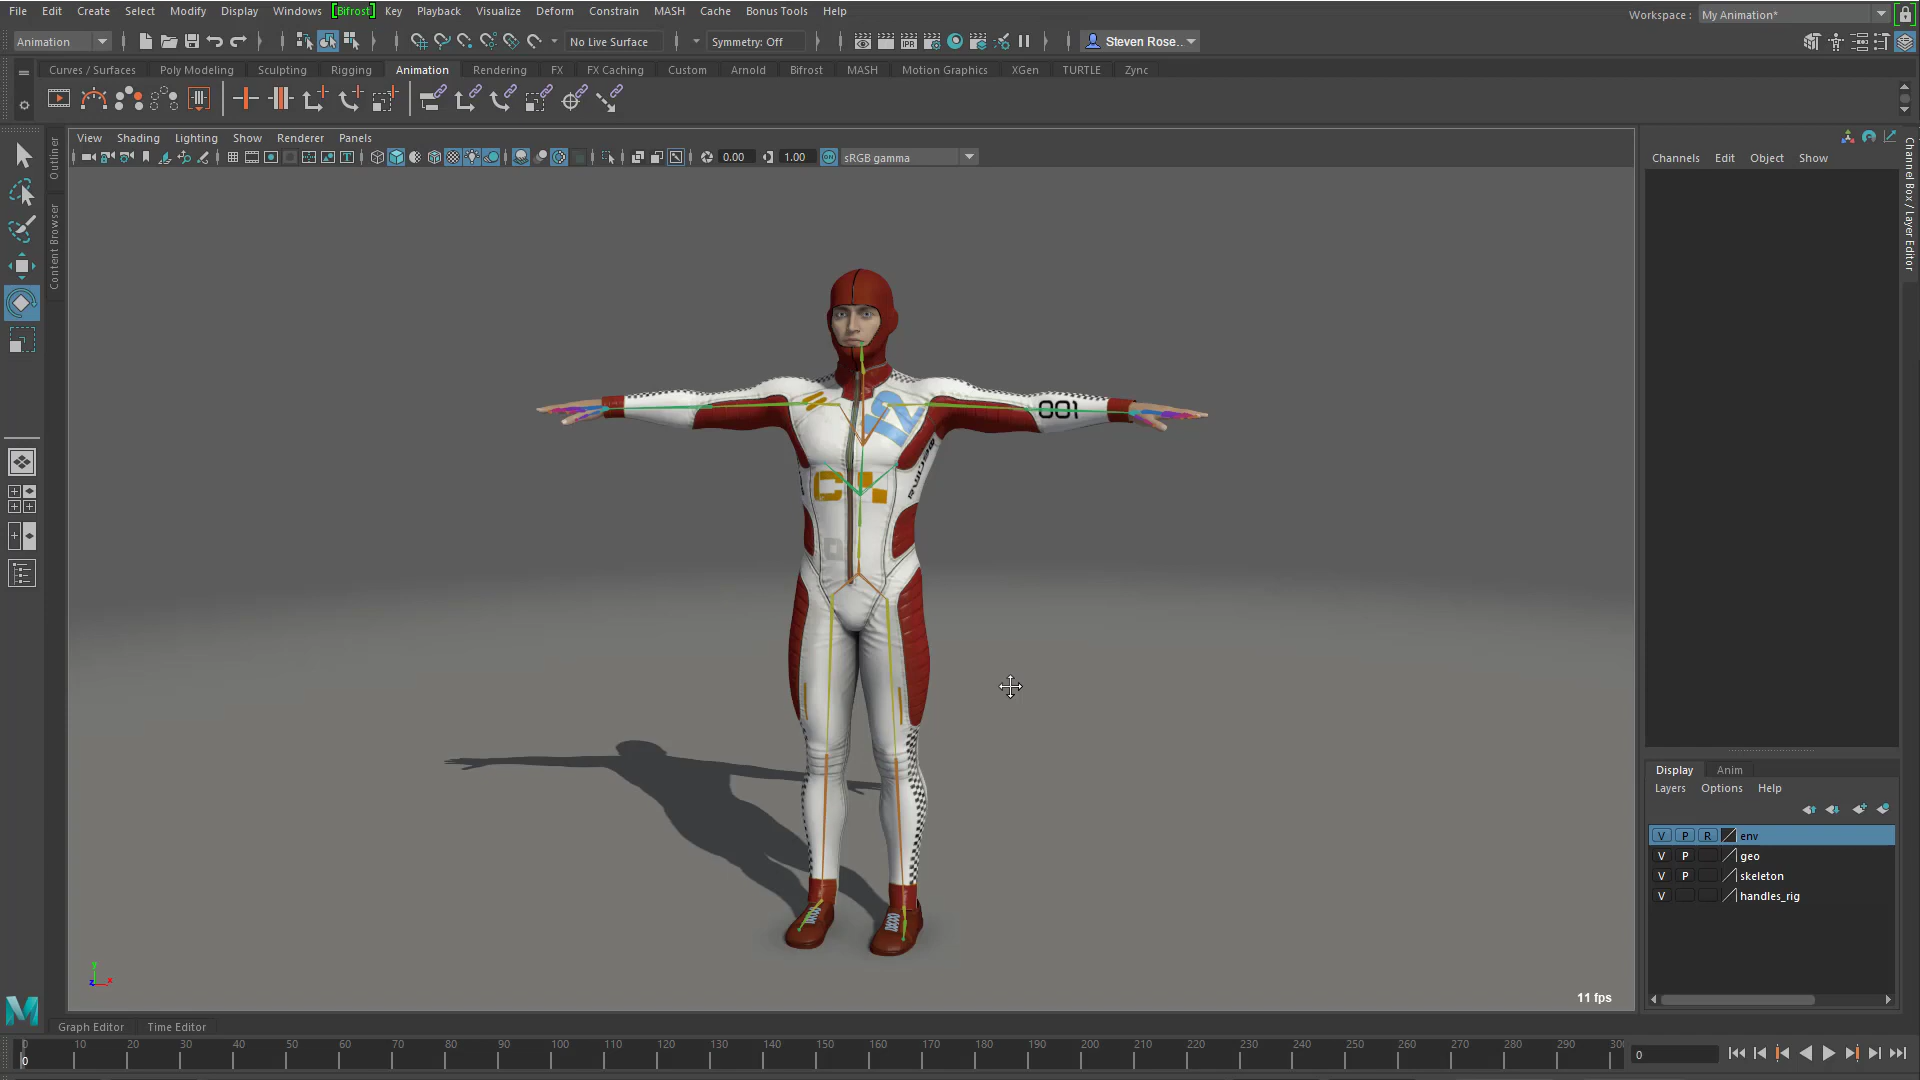 File Edit Create Select Modify Display Windows [Bifrost] Key Playback Visualize Deform Constrain MASH Cache Bonus Tools Help
Workspace : My Animation*
Animation No Live Surface Symmetry: Off IPR Steven Rose..
Curves / Surfaces Poly Modeling Sculpting Rigging Animation Rendering FX FX Caching Custom Arnold Bifrost MASH Motion Graphics XGen TURTLE Zync
View Shading Lighting Show Renderer Panels
0.00 1.00 ON sRGB gamma
Outliner
Content Browser
Channels Edit Object Show
Channel Box / Layer Editor
001
Display Anim
Layers Options Help
V P R env
V P geo
V P skeleton
V handles_rig
y
z x
11 fps
M
Graph Editor Time Editor
0 10 20 30 40 50 60 70 80 90 100 110 120 130 140 150 160 170 180 190 200 210 220 230 240 250 260 270 280 290 30
0
0